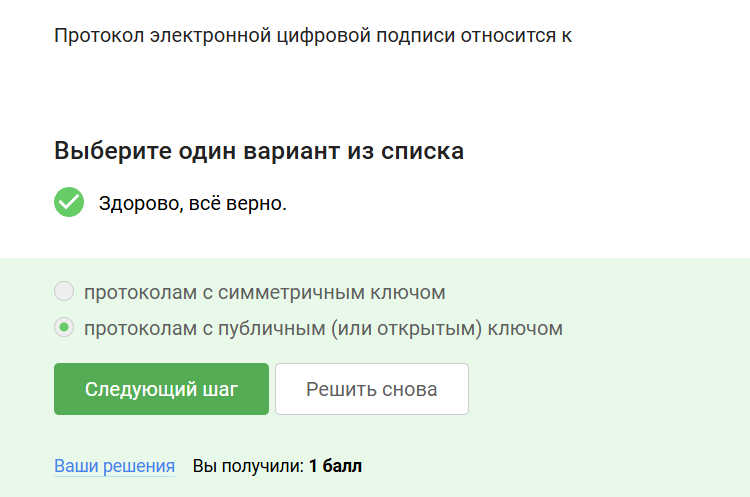 Протокол электронной цифровой подписи относится к
Выберите один вариант из списка
Здорово, всё верно.
протоколам с симметричным ключом
протоколам с публичным (или открытым) ключом
Следующий шаг Решить снова
Ваши решения Вы получили: 1 балл